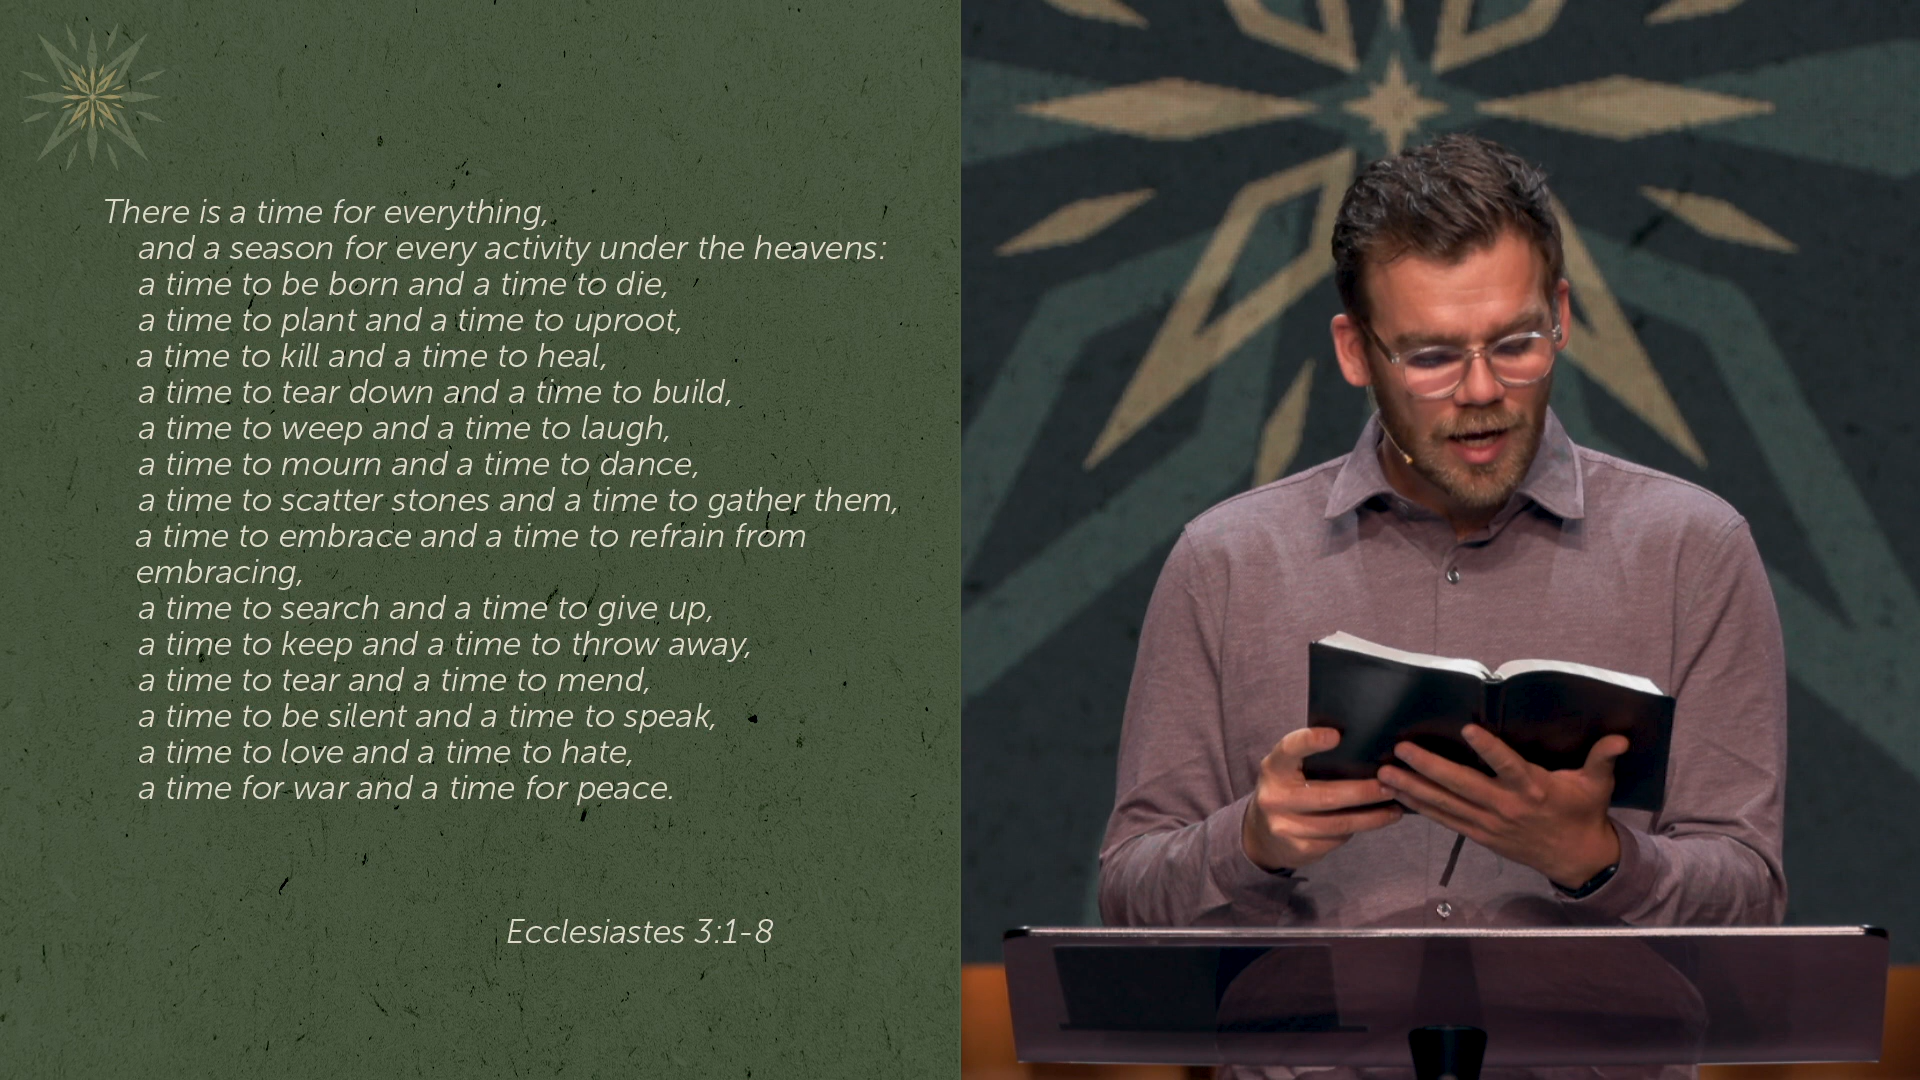 There is a time for everything,
and a season for every activity under the heavens:
a time to be born and a time to die,
a time to plant and a time to uproot,
a time to kill and a time to heal,
a time to tear down and a time to build,
a time to weep and a time to laugh,
a time to mourn and a time to dance,
a time to scatter stones and a time to gather them,
a time to embrace and a time to refrain from
embracing,
a time to search and a time to give up,
a time to keep and a time to throw away,
a time to tear and a time to mend,
a time to be silent and a time to speak,
a time to love and a time to hate,
a time for war and a time for peace.
Ecclesiastes 3:1-8